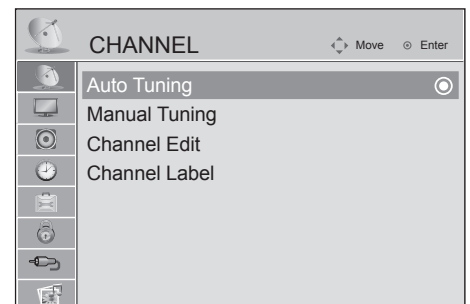 CHANNEL
Move
Enter
Auto Tuning
Manual Tuning
Channel Edit
Channel Label